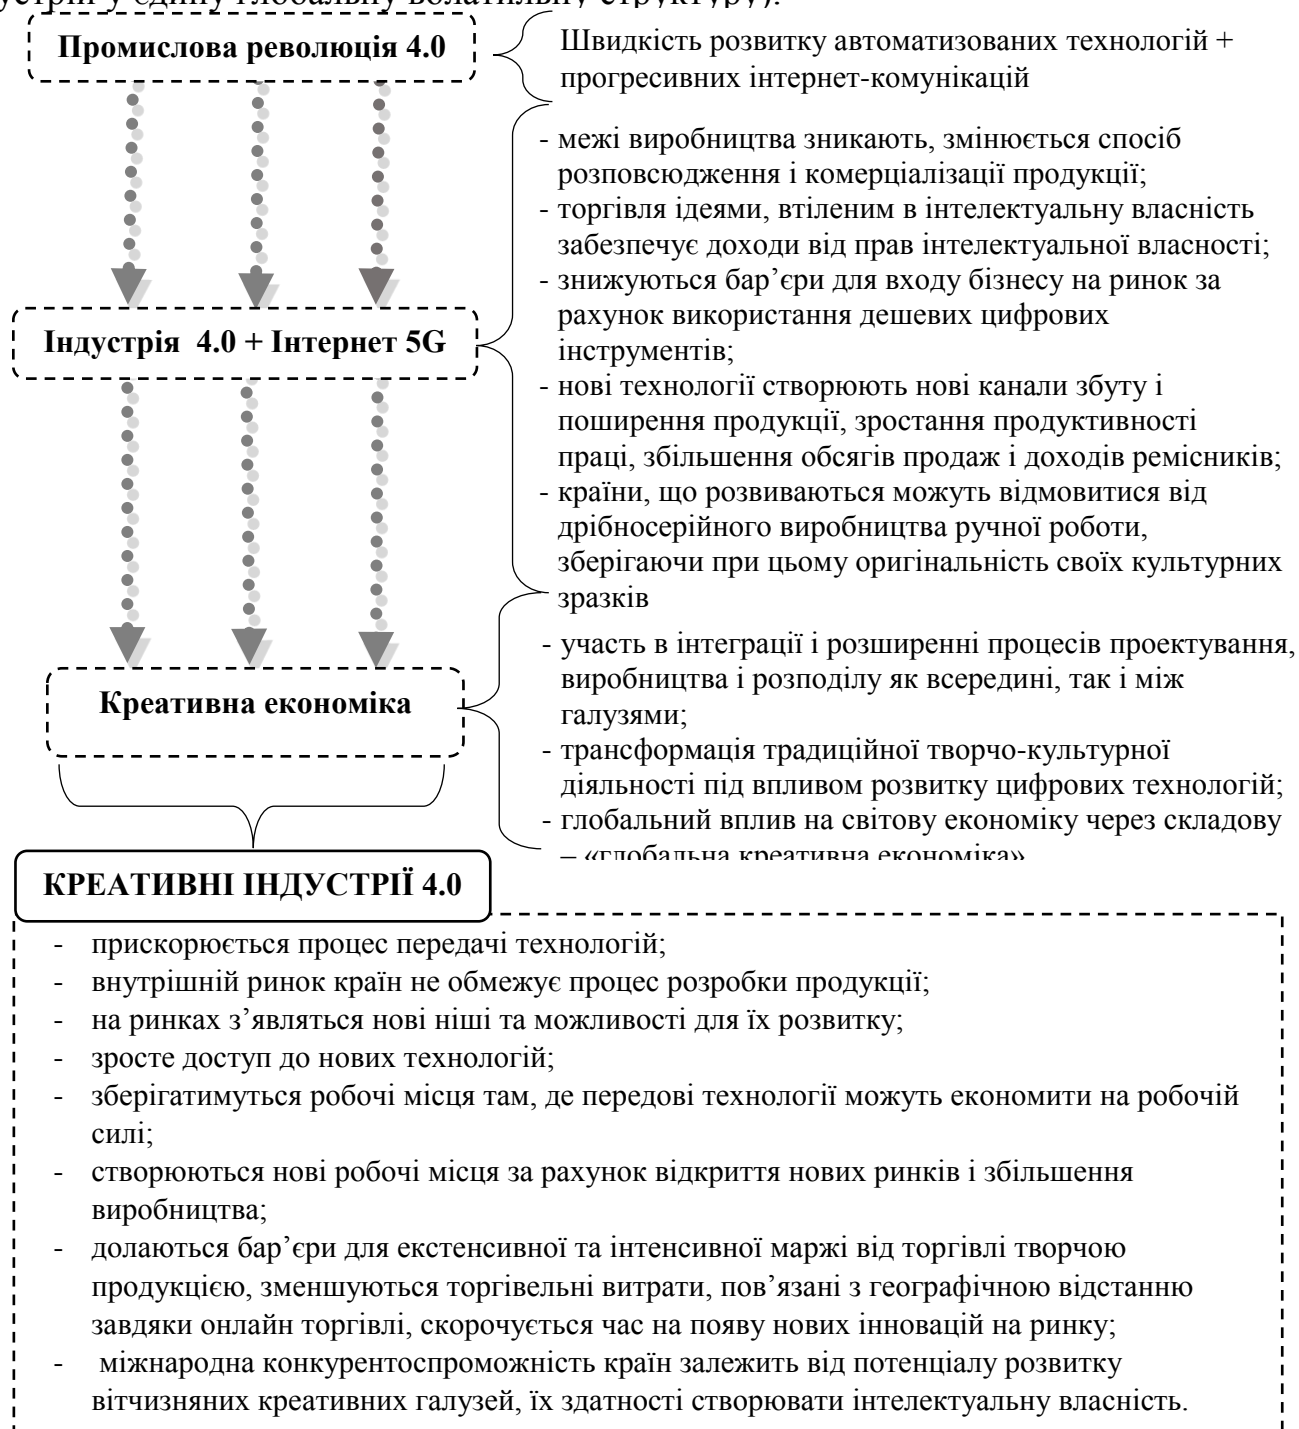 устрій у єдину глобальну волатильну структуру).
Промислова революція 4.0
Швидкість розвитку автоматизованих технологій +
прогресивних інтернет-комунікацій
- межі виробництва зникають, змінюється спосіб
розповсюдження і комерціалізації продукції;
- торгівля ідеями, втіленим в інтелектуальну власність
забезпечує доходи від прав інтелектуальної власності;
- знижуються бар’єри для входу бізнесу на ринок за
рахунок використання дешевих цифрових
інструментів;
Індустрія 4.0 + Інтернет 5G
- нові технології створюють нові канали збуту і
поширення продукції, зростання продуктивності
праці, збільшення обсягів продаж і доходів ремісників;
- країни, що розвиваються можуть відмовитися від
дрібносерійного виробництва ручної роботи,
зберігаючи при цьому оригінальність своїх культурних
зразків
Креативна економіка
- участь в інтеграції і розширенні процесів проектування,
виробництва і розподілу як всередині, так і між
галузями;
- трансформація традиційної творчо-культурної
діяльності під впливом розвитку цифрових технологій;
- глобальний вплив на світову економіку через складову
– «глобальна креативна економіка»
КРЕАТИВНІ ІНДУСТРІЇ 4.0
- прискорюється процес передачі технологій;
- внутрішній ринок країн не обмежує процес розробки продукції;
- на ринках з’являться нові ніші та можливості для їх розвитку;
- зросте доступ до нових технологій;
- зберігатимуться робочі місця там, де передові технології можуть економити на робочій
силі;
- створюються нові робочі місця за рахунок відкриття нових ринків і збільшення
виробництва;
- долаються бар’єри для екстенсивної та інтенсивної маржі від торгівлі творчою
продукцією, зменшуються торгівельні витрати, пов’язані з географічною відстанню
завдяки онлайн торгівлі, скорочується час на появу нових інновацій на ринку;
- міжнародна конкурентоспроможність країн залежить від потенціалу розвитку
вітчизняних креативних галузей, їх здатності створювати інтелектуальну власність.